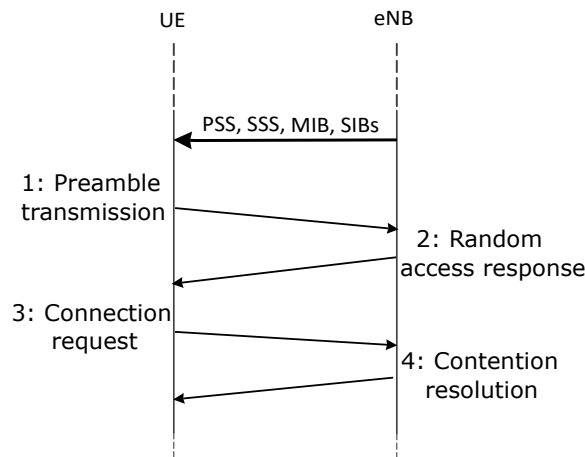 UE
eNB
PSS, SSS, MIB, SIBs
1: Preamble
transmission
2: Random
access response
3: Connection
request
4: Contention
resolution